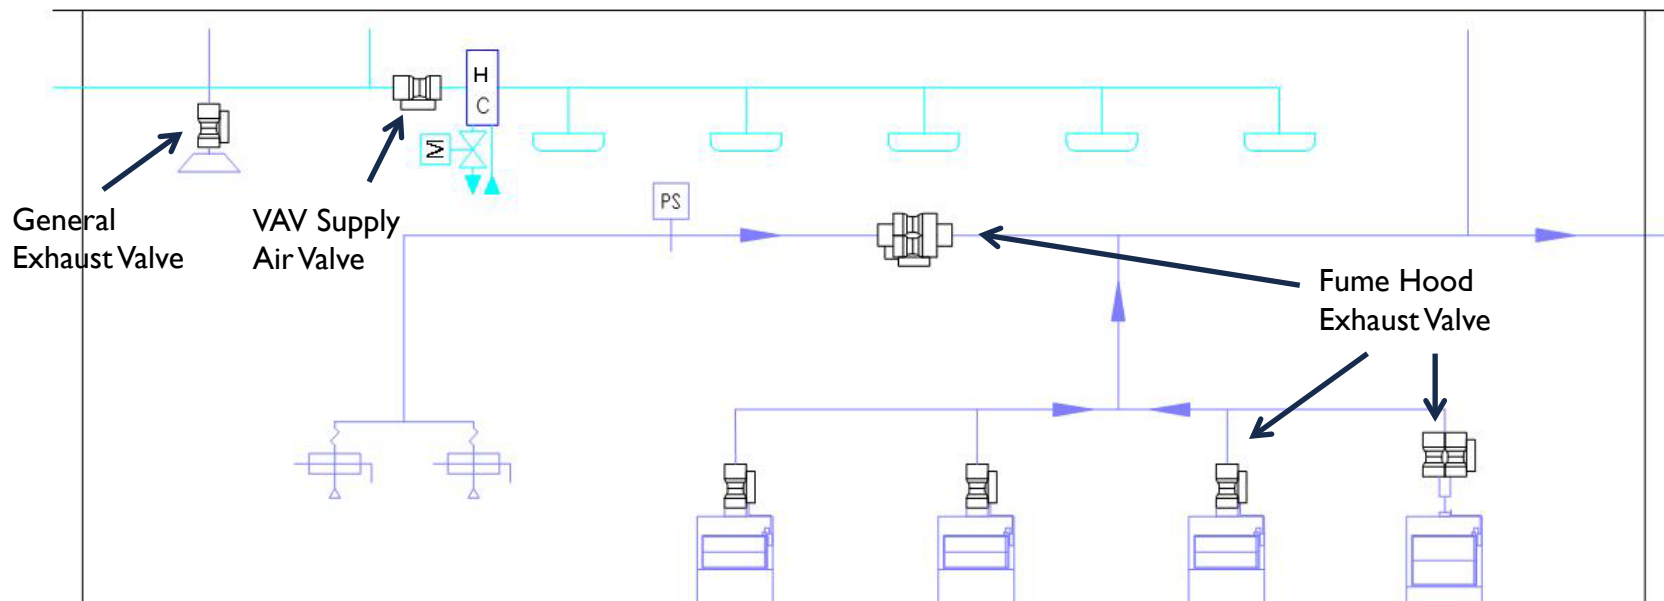 H
C
M
PS
General
Exhaust Valve
VAV Supply
Air Valve
Fume Hood
Exhaust Valve